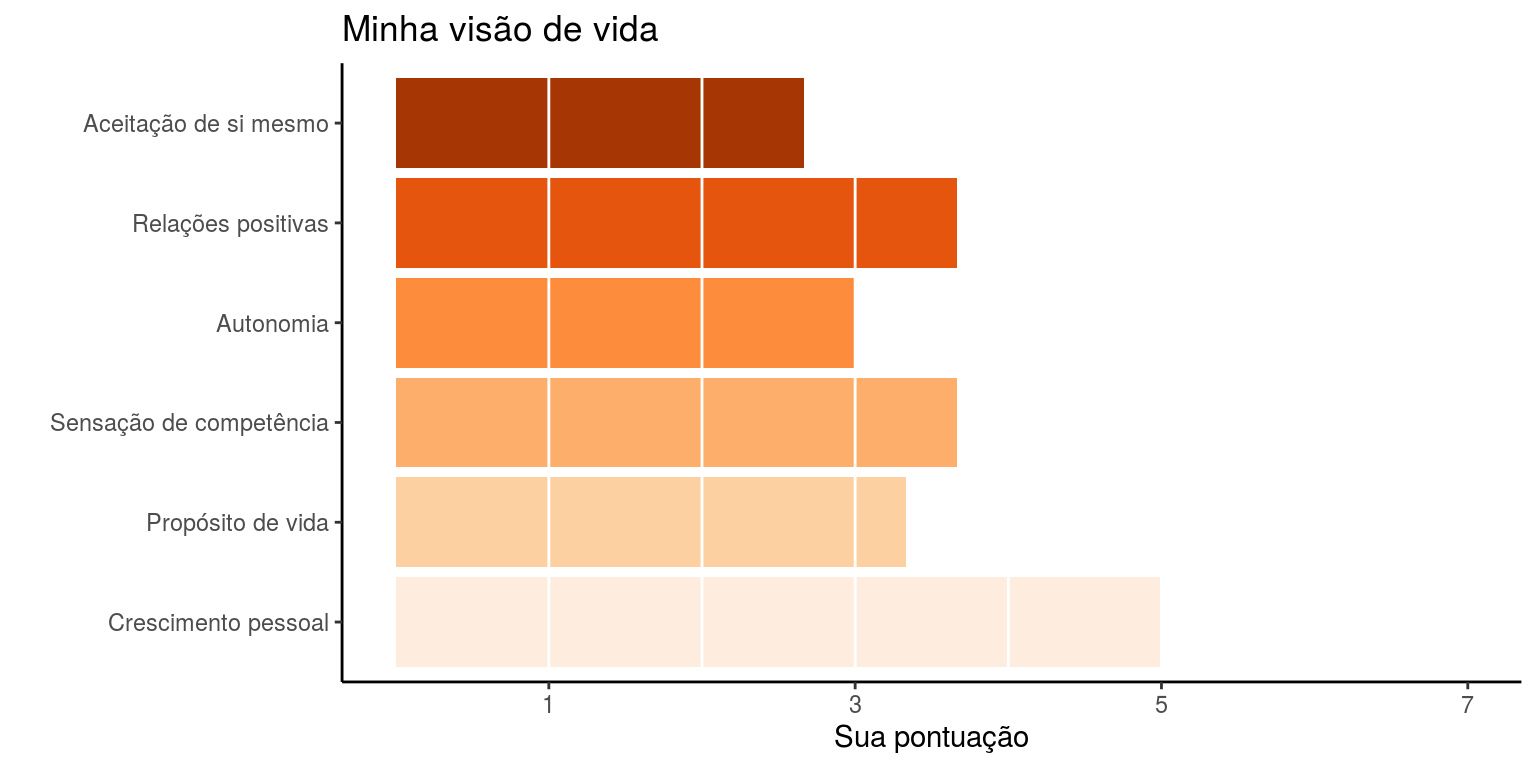 Minha visão de vida
Aceitação de si mesmo
Relações positivas
Autonomia
Sensação de competência
Propósito de vida
Crescimento pessoal
1 3 5 7
Sua pontuação